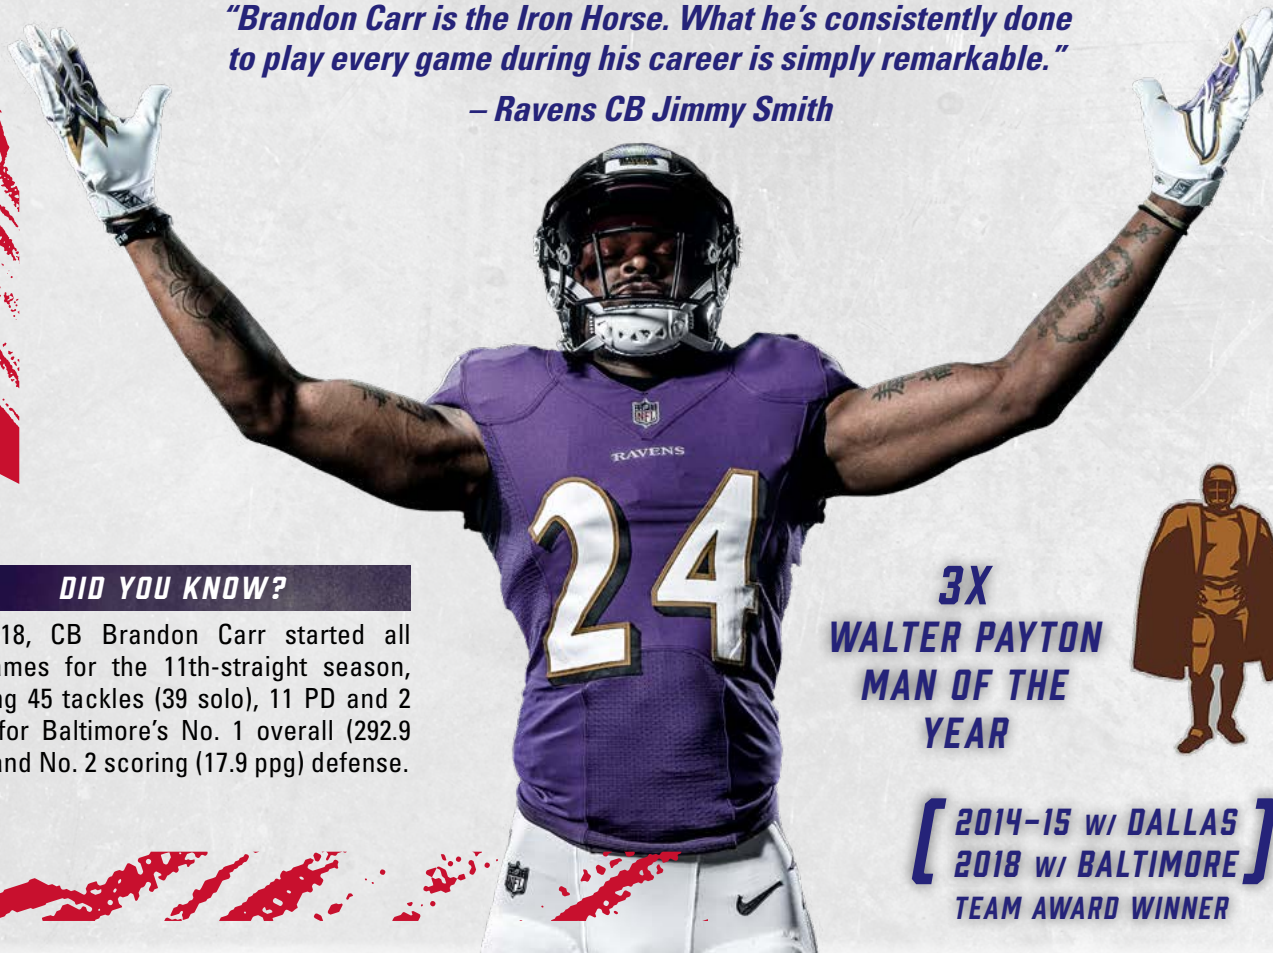 “Brandon Carr is the Iron Horse. What he’s consistently done
to play every game during his career is simply remarkable.”
– Ravens CB Jimmy Smith
NFL
RAVENS
24
DID YOU KNOW?
18, CB Brandon Carr started all
for the 11th-straight season,
45 tackles (39 solo), 11 PD and 2
for Baltimore’s No. 1 overall (292.9
and No. 2 scoring (17.9 ppg) defense.
3X
WALTER PAYTON
MAN OF THE
YEAR
[ 2014-15 W/ DALLAS
2018 W/ BALTIMORE ]
TEAM AWARD WINNER
NFL